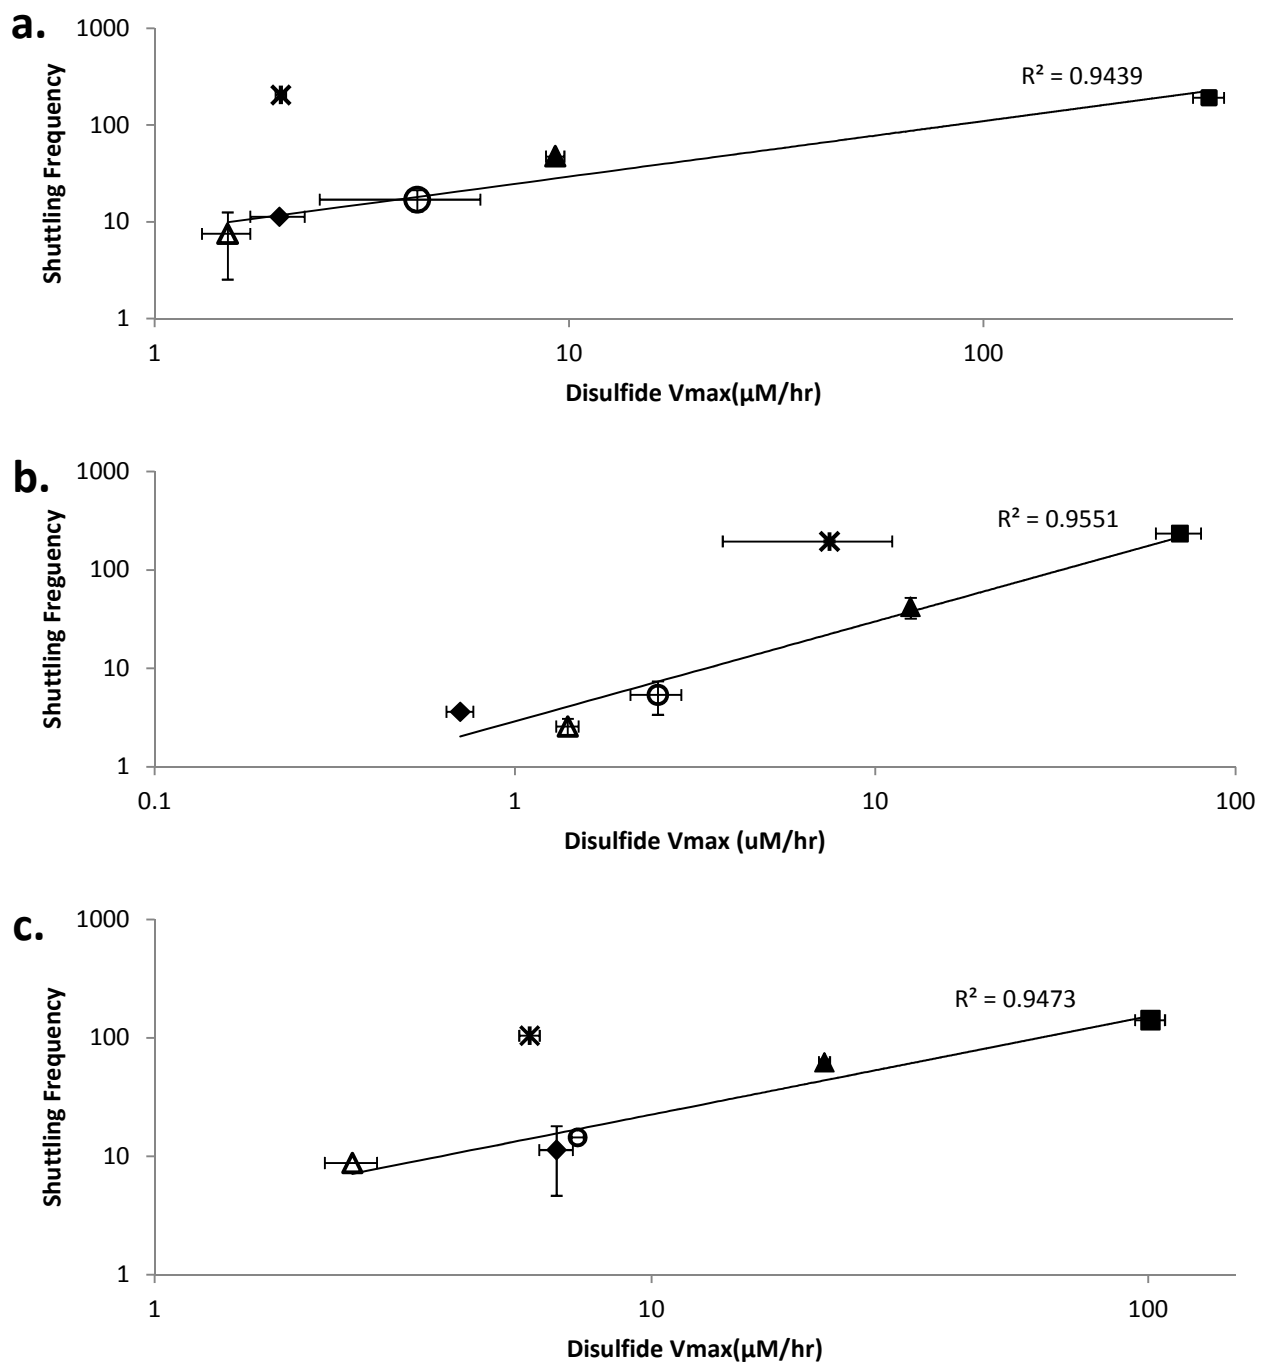 a.
1000
100
10
1
Shuttling Frequency
R² = 0.9439
1 10 100
Disulfide Vmax(µM/hr)
b.
1000
100
10
1
Shuttling Freguency
R² = 0.9551
0.1 1 10 100
Disulfide Vmax (uM/hr)
c.
1000
100
10
1
Shuttling Frequency
R² = 0.9473
1 10 100
Disulfide Vmax(µM/hr)